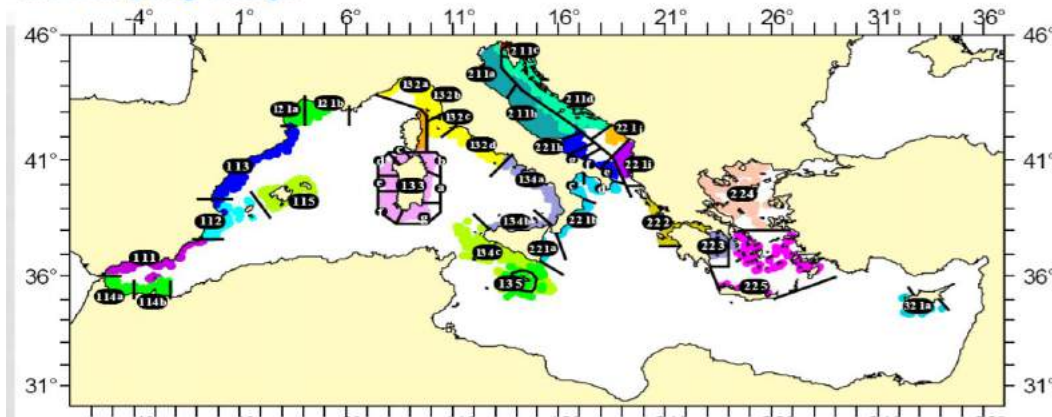 -4° 1° 6° 11° 16° 21° 26° 31° 36°
46° 46°
211c
211a
132a
132b
211d
121a 121b
132c
211b
221j
132d
221h
41° 41°
113
221i
133
134a
224
115
112
134b
221b
222
221a
223
111
134c
36° 36°
135
225
114a 114b
321a
31° 31°